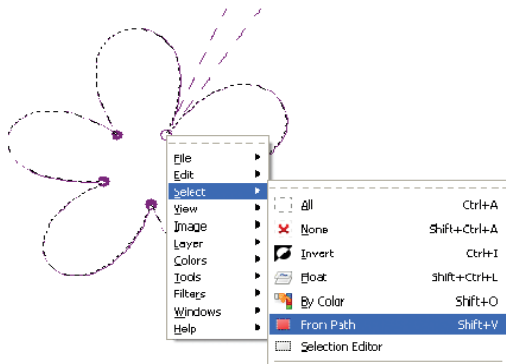 File
Edit
Select
View
Image
Layer
Colors
Tools
Filters
Windows
Help
All Ctrl+A
None Shift+Ctrl+A
Invert Ctrl+I
Float Shift+Ctrl+L
By Color Shift+O
From Path Shift+V
Selection Editor